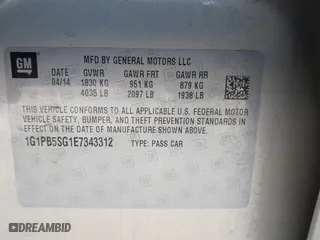 GM
MFD BY GENERAL MOTORS LLC
DATE GVWR GAWR FRT GAWR RR
04/14 1830 KG 951 KG 879 KG
4035 LB 2097 LB 1938 LB
THIS VEHICLE CONFORMS TO ALL APPLICABLE U.S. FEDERAL MOTOR
VEHICLE SAFETY, BUMPER, AND THEFT PREVENTION STANDARDS
IN EFFECT ON THE DATE OF MANUFACTURE SHOWN ABOVE.
1G1PB5SG1E7343312 TYPE: PASS CAR
© AUTOBIDCAR